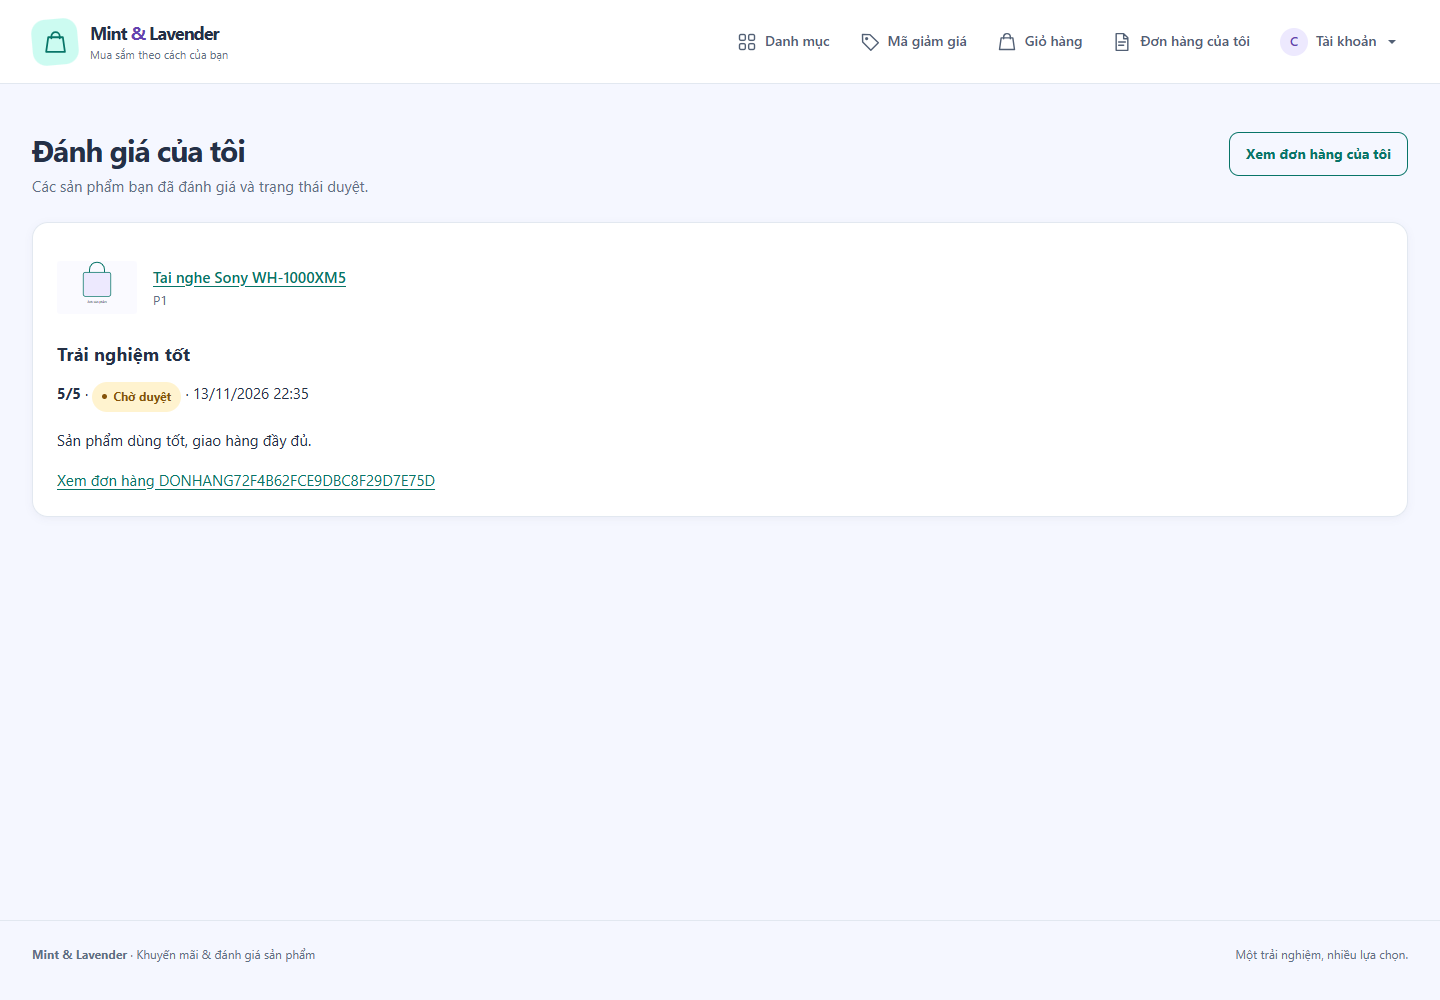 Mint & Lavender
Mua sắm theo cách của bạn
Danh mục
Mã giảm giá
Giỏ hàng
Đơn hàng của tôi
C
Tài khoản
Đánh giá của tôi
Các sản phẩm bạn đã đánh giá và trạng thái duyệt.
Xem đơn hàng của tôi
Tai nghe Sony WH-1000XM5
P1
Trải nghiệm tốt
5/5 · • Chờ duyệt · 13/11/2026 22:35
Sản phẩm dùng tốt, giao hàng đầy đủ.
Xem đơn hàng DONHANG72F4B62FCE9DBC8F29D7E75D
Mint & Lavender · Khuyến mãi & đánh giá sản phẩm
Một trải nghiệm, nhiều lựa chọn.